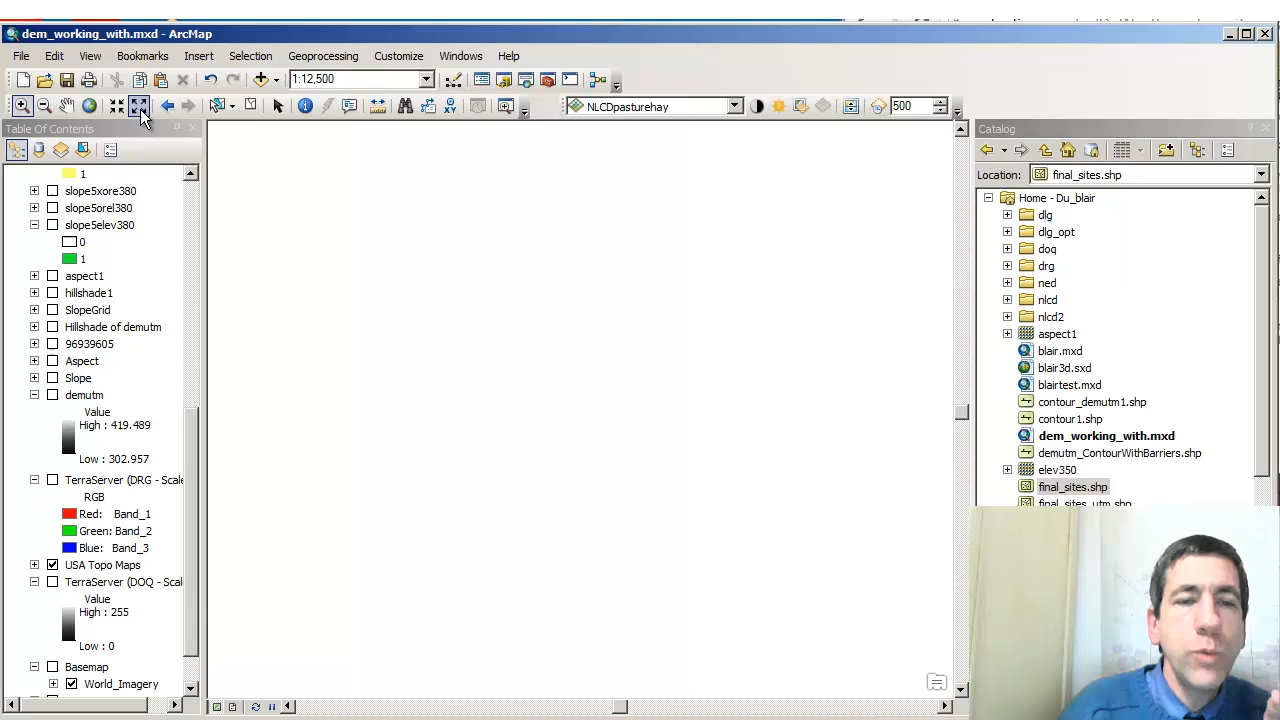 dem_working_with.mxd - ArcMap
File Edit View Bookmarks Insert Selection Geoprocessing Customize Windows Help
1:12,500
NLCDpasturehay
500
Table Of Contents
1
slope5xore380
slope5orel380
slope5elev380
0
1
aspect1
hillshade1
SlopeGrid
Hillshade of demutm
96939605
Aspect
Slope
demutm
Value
High : 419.489
Low : 302.957
TerraServer (DRG - Scale
RGB
Red: Band_1
Green: Band_2
Blue: Band_3
USA Topo Maps
TerraServer (DOQ - Scal
Value
High : 255
Low : 0
Basemap
World_Imagery
Catalog
Location: final_sites.shp
Home - Du_blair
dlg
dlg_opt
doq
drg
ned
nlcd
nlcd2
aspect1
blair.mxd
blair3d.sxd
blairtest.mxd
contour_demutm1.shp
contour1.shp
dem_working_with.mxd
demutm_ContourWithBarriers.shp
elev350
final_sites.shp
final_sites_utm.shp